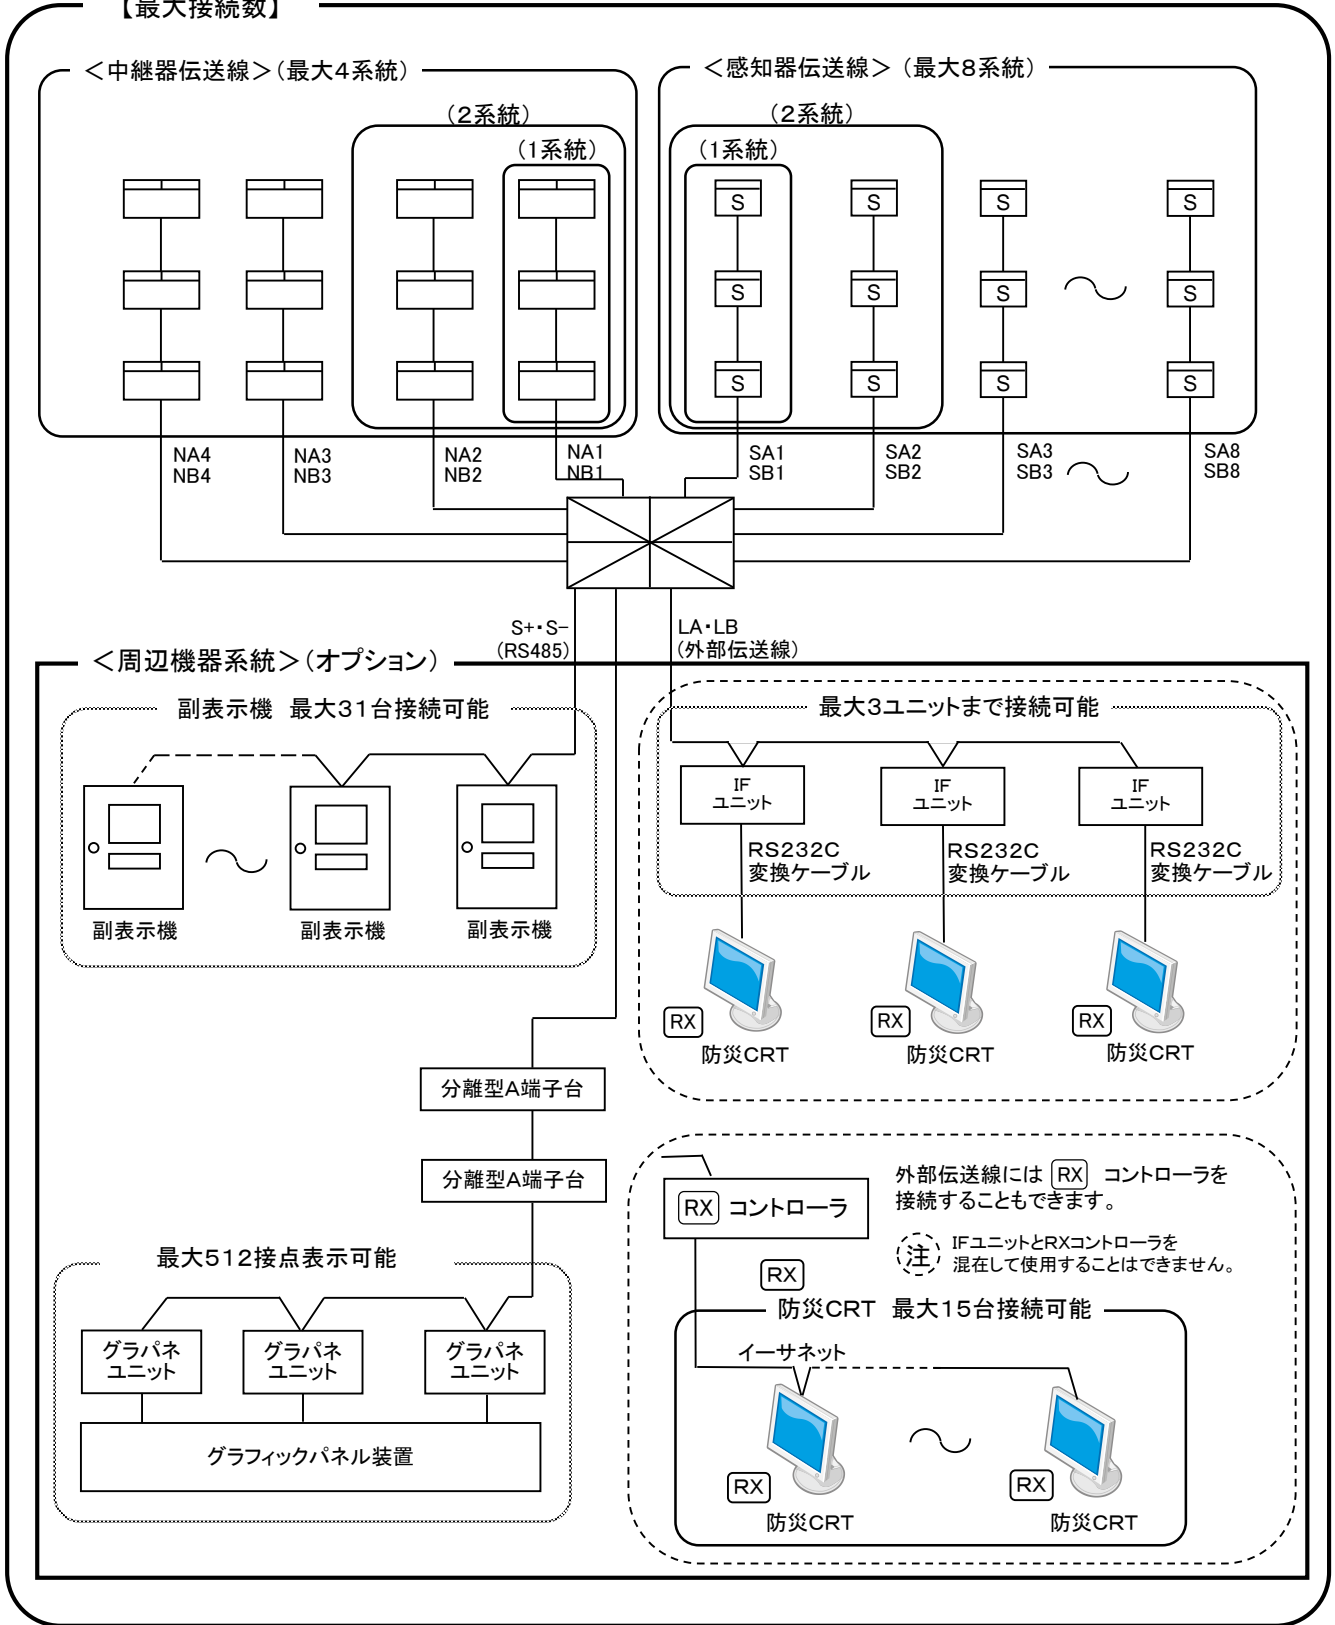 【最大接続数】
＜中継器伝送線＞（最大4系統）
（2系統）
（1系統）
＜感知器伝送線＞（最大8系統）
（2系統）
（1系統）
S S S S
S S S S
S S S S
NA4
NB4
NA3
NB3
NA2
NB2
NA1
NB1
SA1
SB1
SA2
SB2
SA3
SB3
SA8
SB8
S+・S-
(RS485)
LA・LB
(外部伝送線)
＜周辺機器系統＞（オプション）
副表示機　最大31台接続可能
副表示機
副表示機
副表示機
最大3ユニットまで接続可能
IF
ユニット
IF
ユニット
IF
ユニット
RS232C
変換ケーブル
RS232C
変換ケーブル
RS232C
変換ケーブル
RX
防災CRT
RX
防災CRT
RX
防災CRT
分離型A端子台
分離型A端子台
最大512接点表示可能
グラパネ
ユニット
グラパネ
ユニット
グラパネ
ユニット
グラフィックパネル装置
RX コントローラ
外部伝送線には RX コントローラを
接続することもできます。
注 IFユニットとRXコントローラを
混在して使用することはできません。
RX
防災CRT　最大15台接続可能
イーサネット
RX
防災CRT
RX
防災CRT